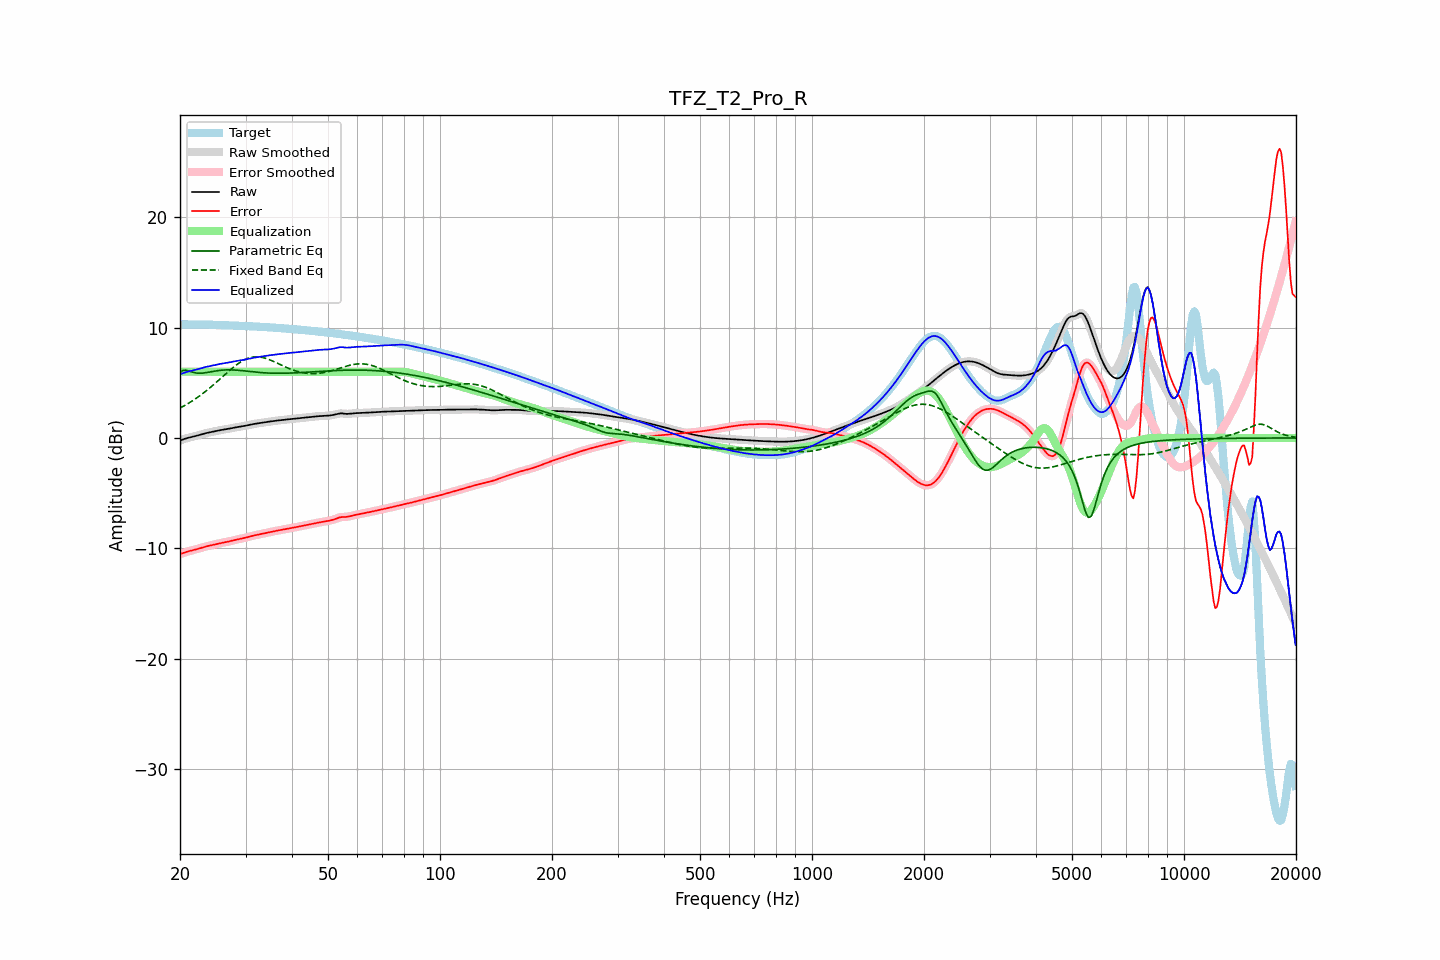 TFZ_T2_Pro_R
Target
Raw Smoothed
Error Smoothed
Raw
Error
Equalization
Parametric Eq
Fixed Band Eq
Equalized
20
10
0
−10
−20
−30
Amplitude (dBr)
20
50
100
200
500
1000
2000
5000
10000
20000
Frequency (Hz)